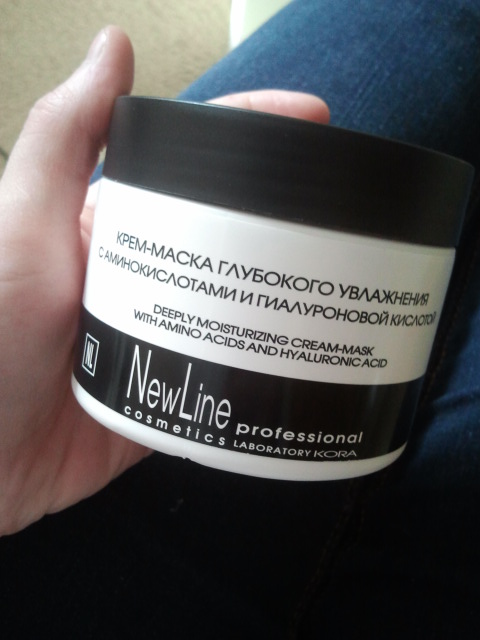 КРЕМ-МАСКА ГЛУБОКОГО УВЛАЖНЕНИЯ
С АМИНОКИСЛОТАМИ И ГИАЛУРОНОВОЙ КИСЛОТОЙ
DEEPLY MOISTURIZING CREAM-MASK
WITH AMINO ACIDS AND HYALURONIC ACID
NL
NewLine professional
cosmetics LABORATORY KORA